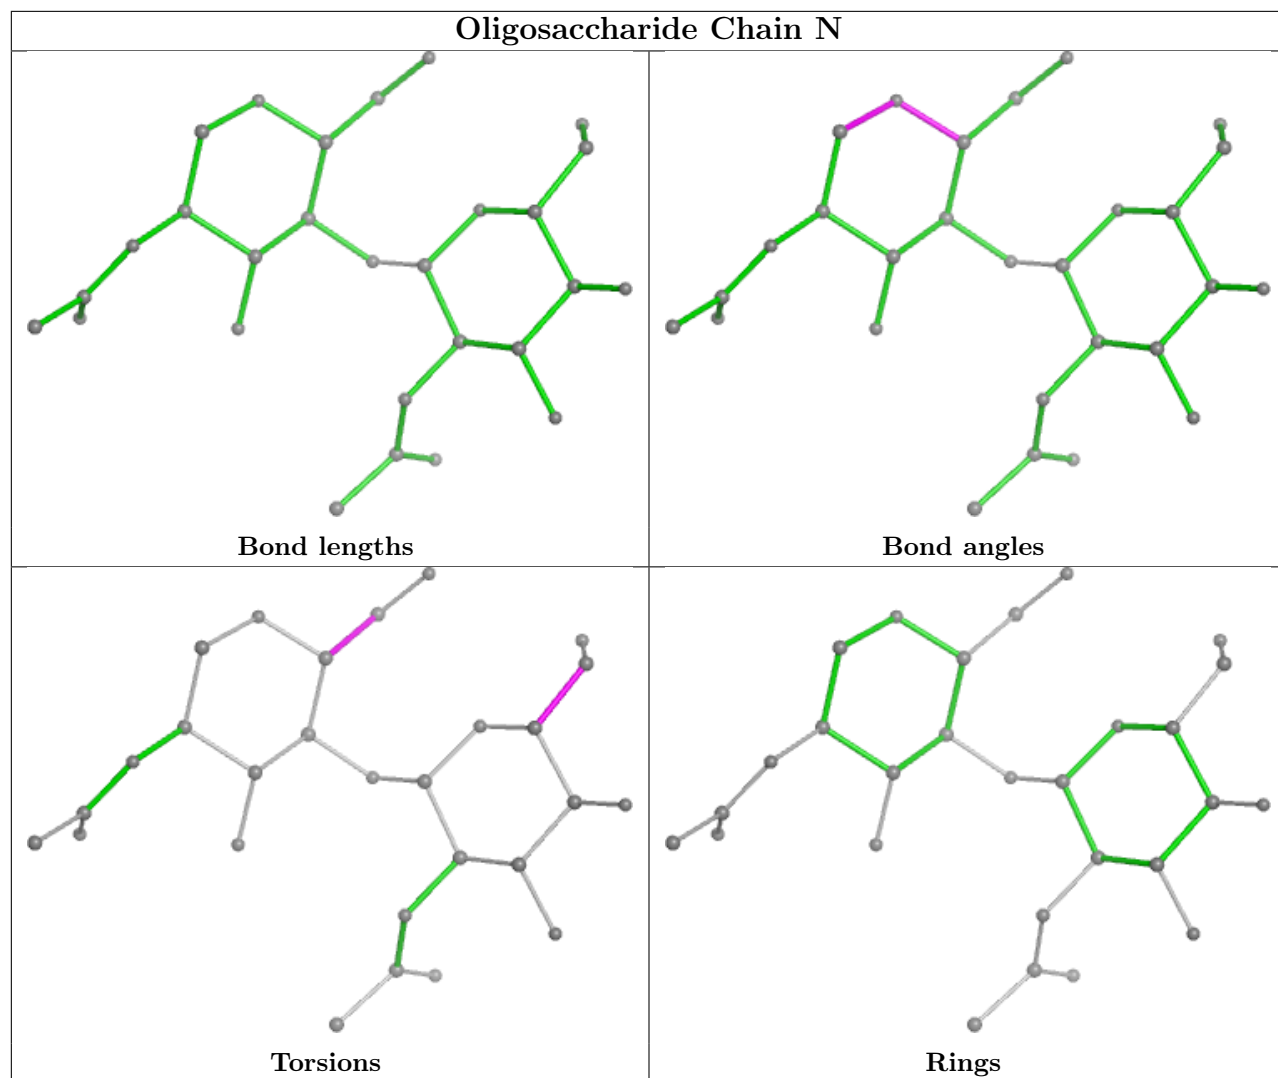 Oligosaccharide Chain N
Bond lengths
Bond angles
Torsions
Rings